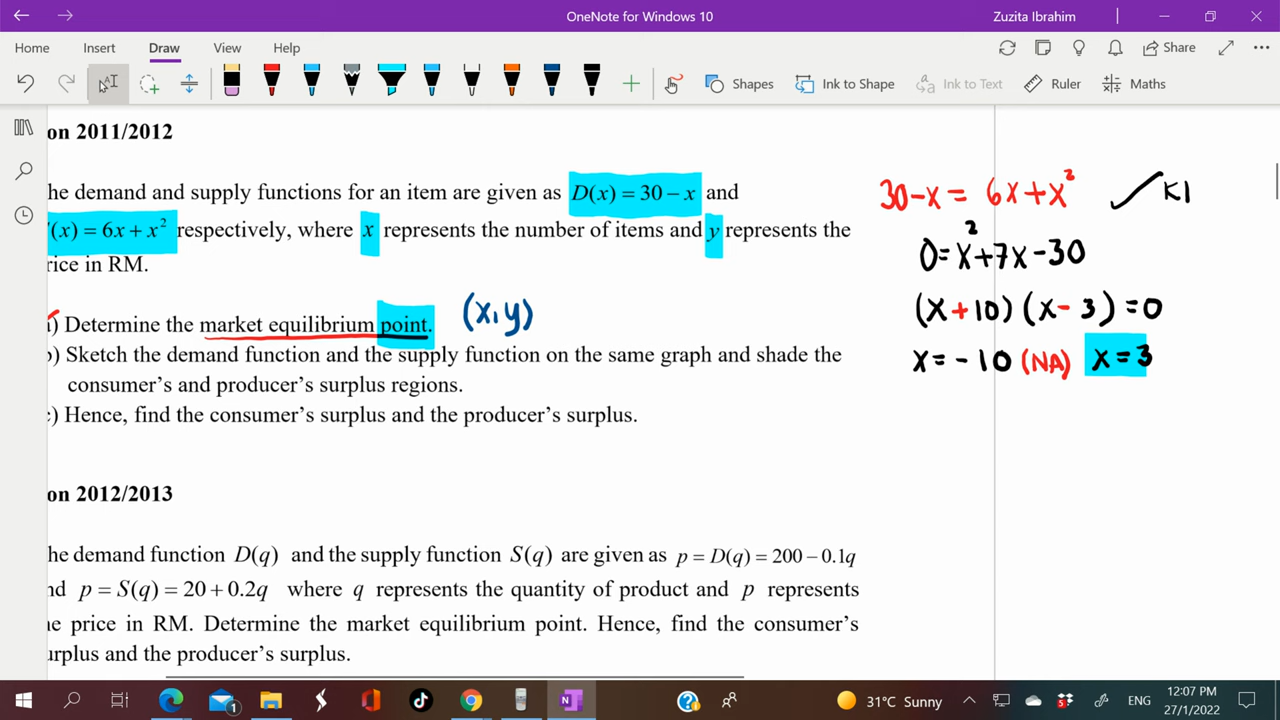 OneNote for Windows 10
Zuzita Ibrahim
Home Insert Draw View Help
Share
Shapes Ink to Shape Ink to Text Ruler Maths
on 2011/2012
he demand and supply functions for an item are given as D(x) = 30 − x and
(x) = 6x + x² respectively, where x represents the number of items and y represents the
rice in RM.
) Determine the market equilibrium point. (x,y)
) Sketch the demand function and the supply function on the same graph and shade the
consumer's and producer's surplus regions.
) Hence, find the consumer's surplus and the producer's surplus.
30-x = 6x+x² ✓ K1
0 = x²+7x-30
(x+10)(x-3) = 0
x = -10 (NA) x = 3
on 2012/2013
he demand function D(q) and the supply function S(q) are given as p = D(q) = 200 − 0.1q
nd p = S(q) = 20 + 0.2q where q represents the quantity of product and p represents
e price in RM. Determine the market equilibrium point. Hence, find the consumer's
urplus and the producer's surplus.
31°C Sunny
ENG
12:07 PM
27/1/2022